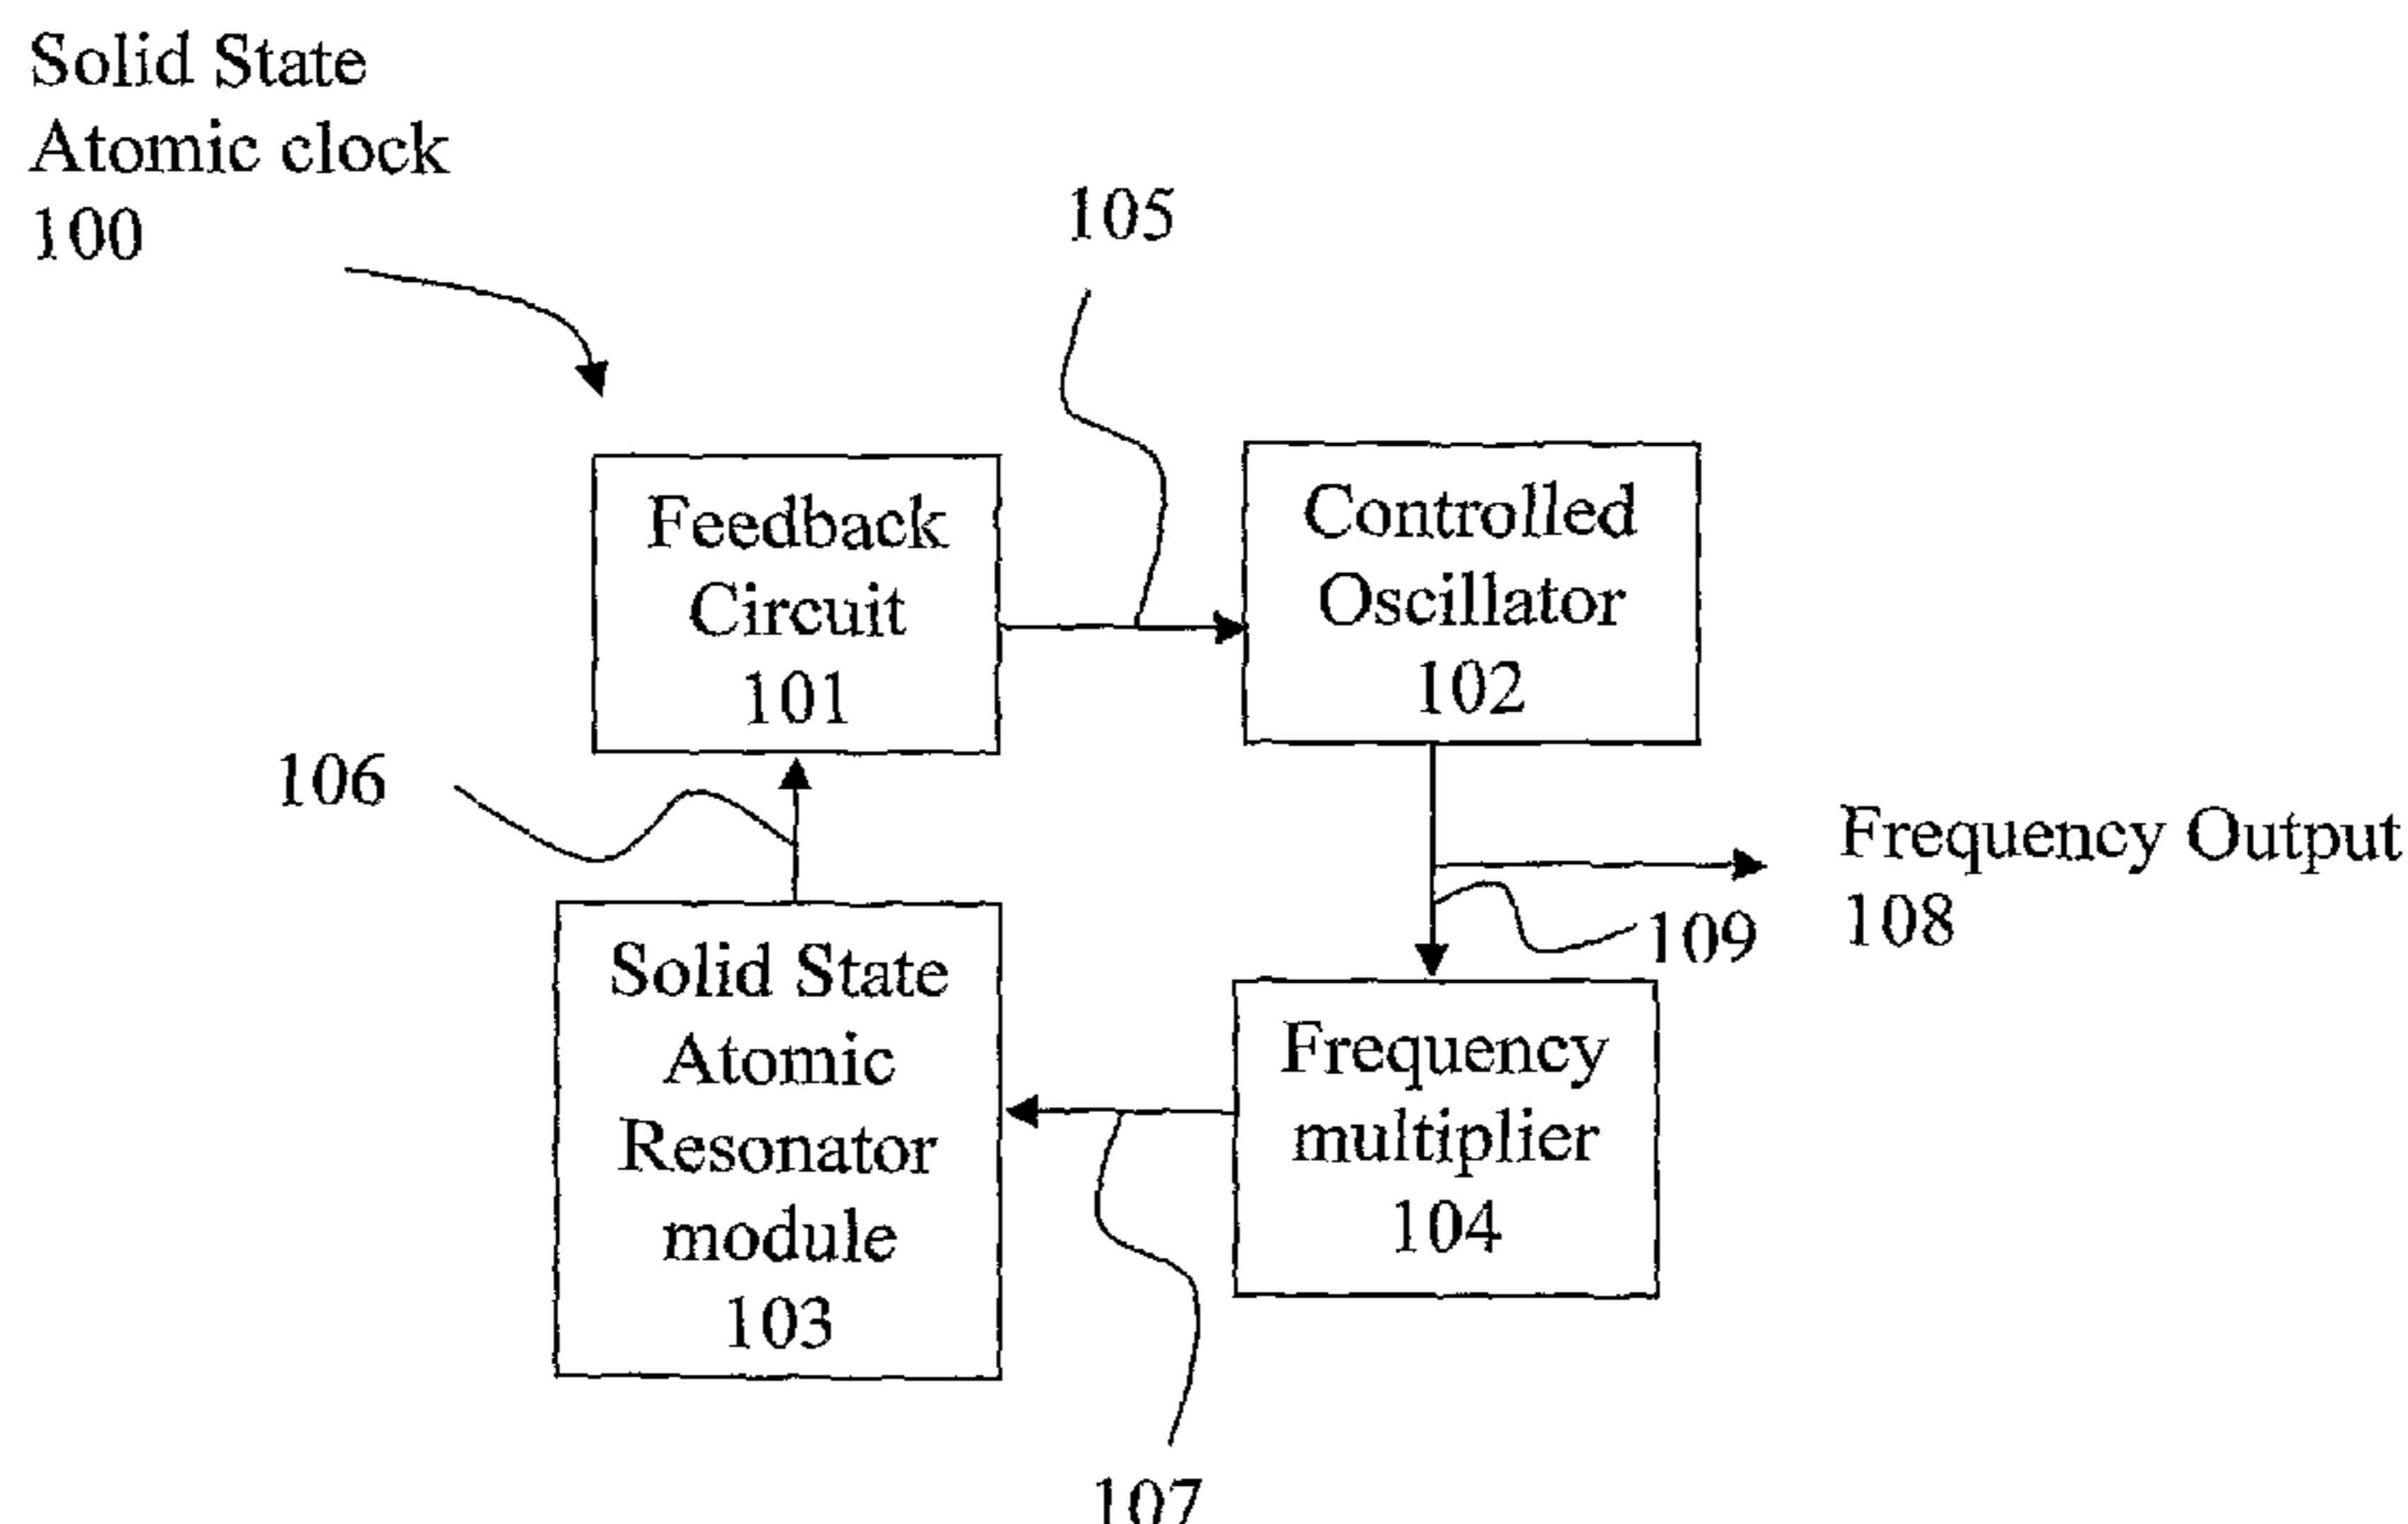 Solid State
Atomic clock
100
105
Feedback
Circuit
101
Controlled
Oscillator
102
106
Frequency Output
108
109
Solid State
Atomic
Resonator
module
103
Frequency
multiplier
104
107